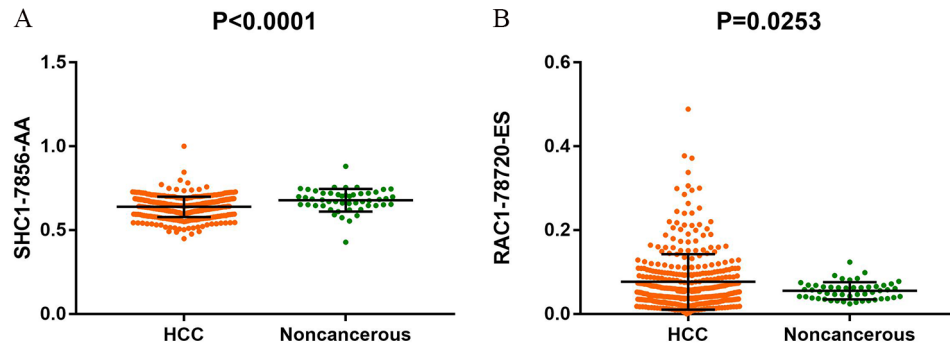 A
P<0.0001
SHC1-7856-AA
1.5
1.0
0.5
0.0
HCC
Noncancerous
B
P=0.0253
RAC1-78720-ES
0.6
0.4
0.2
0.0
HCC
Noncancerous